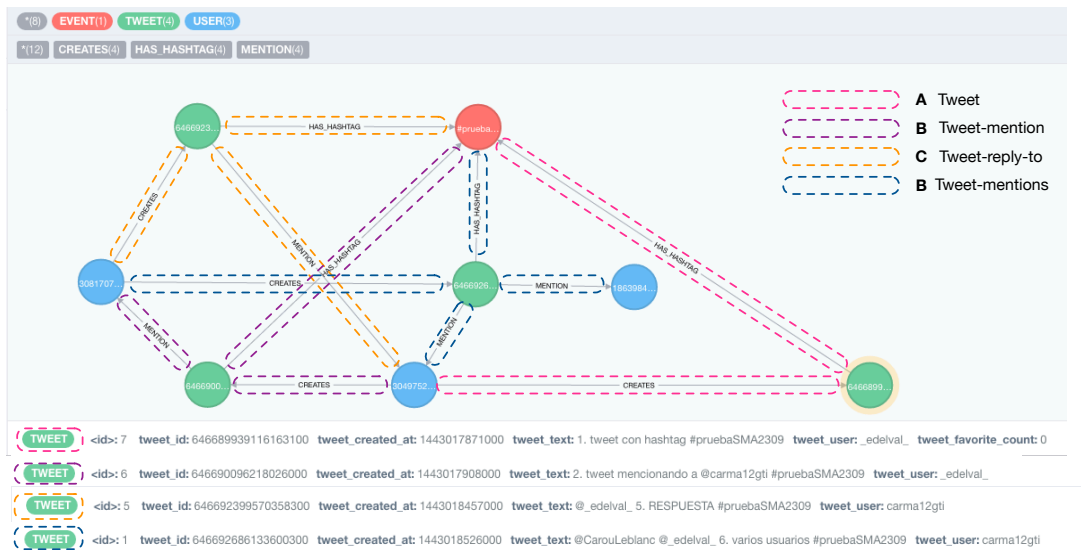 *(8) EVENT(1) TWEET(4) USER(3)
*(12) CREATES(4) HAS_HASHTAG(4) MENTION(4)
A Tweet
B Tweet-mention
C Tweet-reply-to
B Tweet-mentions
6466923...
HAS_HASHTAG
#prueba...
CREATES
MENTION
HAS_HASHTAG
HAS_HASHTAG
HAS_HASHTAG
3081707...
CREATES
6466926...
MENTION
1863984...
MENTION
MENTION
6466900...
CREATES
3049752...
CREATES
6466899...
TWEET <id>: 7 tweet_id: 646689939116163100 tweet_created_at: 1443017871000 tweet_text: 1. tweet con hashtag #pruebaSMA2309 tweet_user: _edelval_ tweet_favorite_count: 0
TWEET <id>: 6 tweet_id: 646690096218026000 tweet_created_at: 1443017908000 tweet_text: 2. tweet mencionando a @carma12gti #pruebaSMA2309 tweet_user: _edelval_
TWEET <id>: 5 tweet_id: 646692399570358300 tweet_created_at: 1443018457000 tweet_text: @_edelval_ 5. RESPUESTA #pruebaSMA2309 tweet_user: carma12gti
TWEET <id>: 1 tweet_id: 646692686133600300 tweet_created_at: 1443018526000 tweet_text: @CarouLeblanc @_edelval_ 6. varios usuarios #pruebaSMA2309 tweet_user: carma12gti